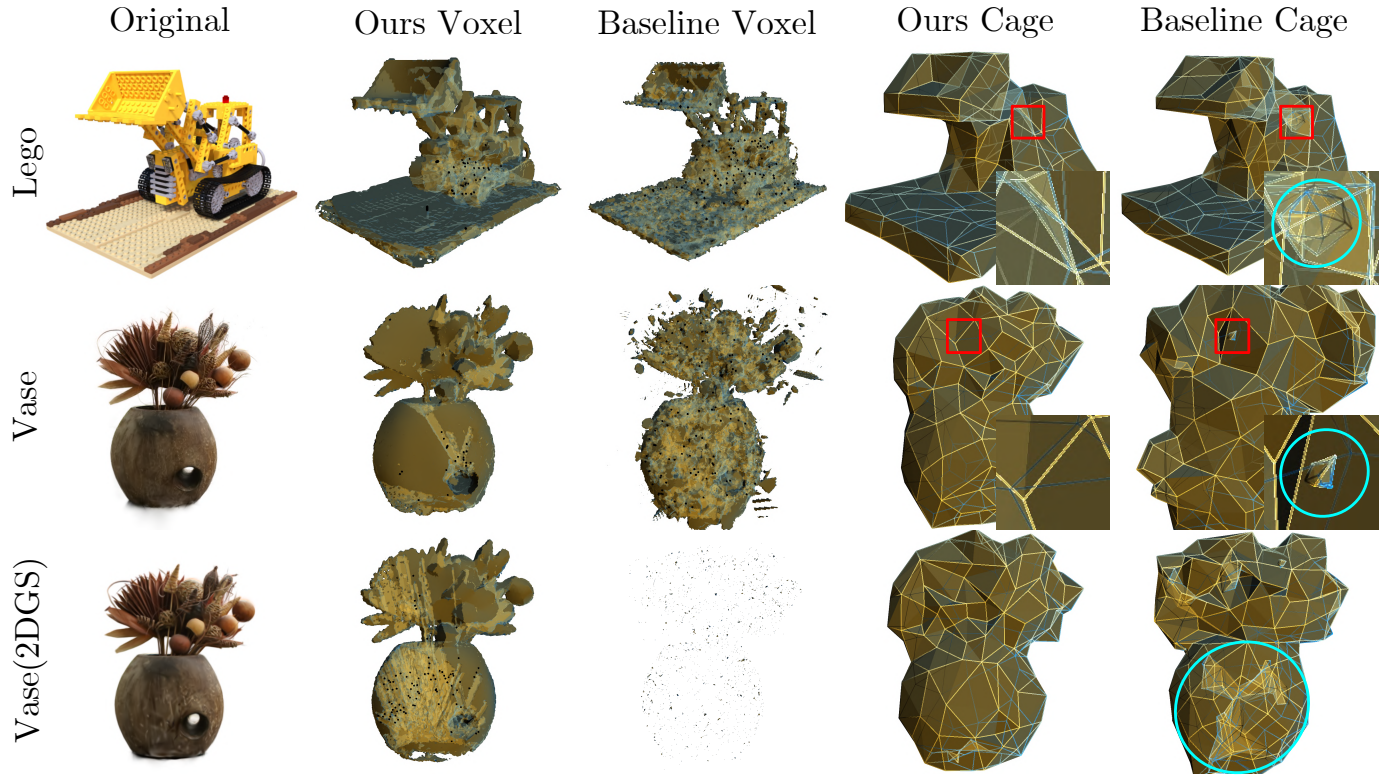 Original
Ours Voxel
Baseline Voxel
Ours Cage
Baseline Cage
Lego
Vase
Vase(2DGS)